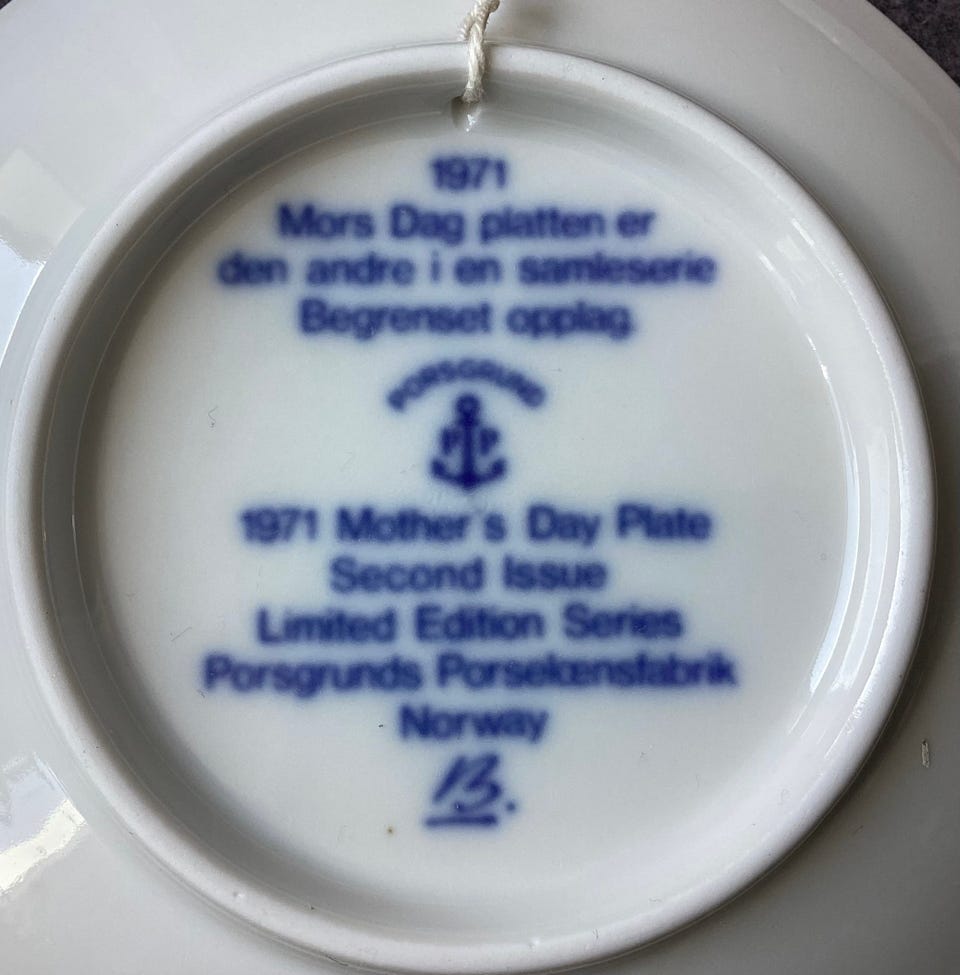 1971
Mors Dag platten er
den andre i en samleserie
Begrenset opplag.
PORSGRUND
P P
1971 Mother's Day Plate
Second Issue
Limited Edition Series
Porsgrunds Porselænsfabrik
Norway
13.